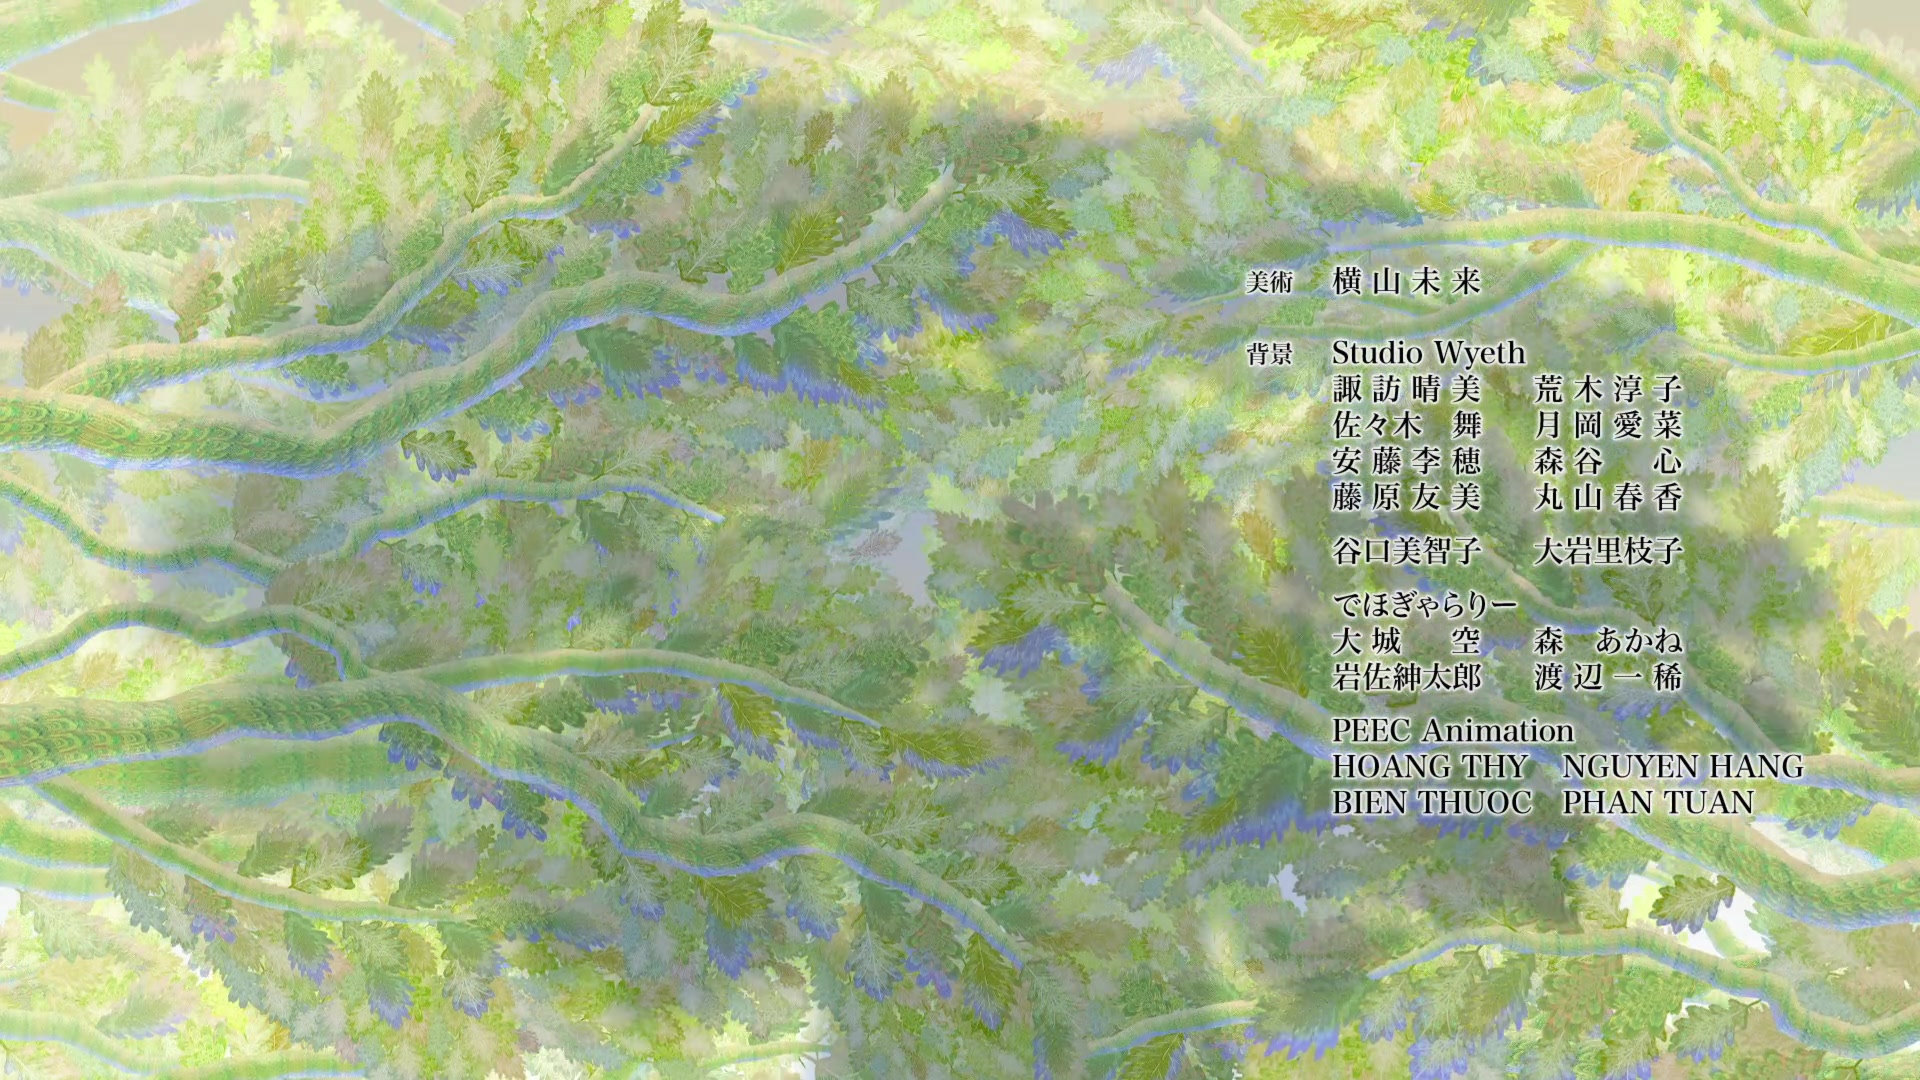 美術 横山未来
背景 Studio Wyeth
諏訪晴美 荒木淳子
佐々木 舞 月岡愛菜
安藤李穂 森谷 心
藤原友美 丸山春香
谷口美智子 大岩里枝子
でほぎゃらりー
大城 空 森 あかね
岩佐紳太郎 渡辺一稀
PEEC Animation
HOANG THY NGUYEN HANG
BIEN THUOC PHAN TUAN